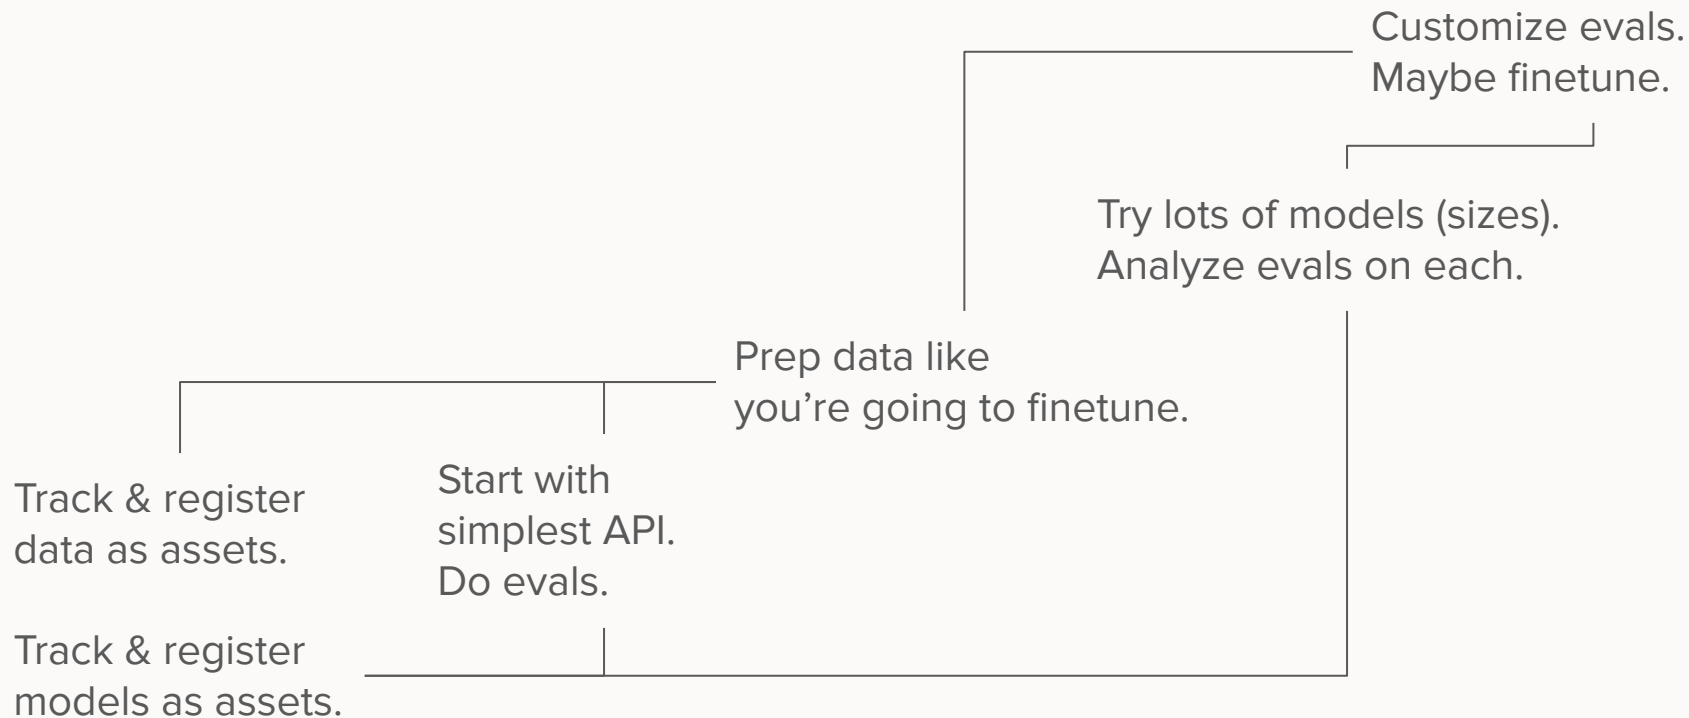 Customize evals.
Maybe finetune.
Try lots of models (sizes).
Analyze evals on each.
Prep data like
you’re going to finetune.
Track & register
data as assets.
Start with
simplest API.
Do evals.
Track & register
models as assets.